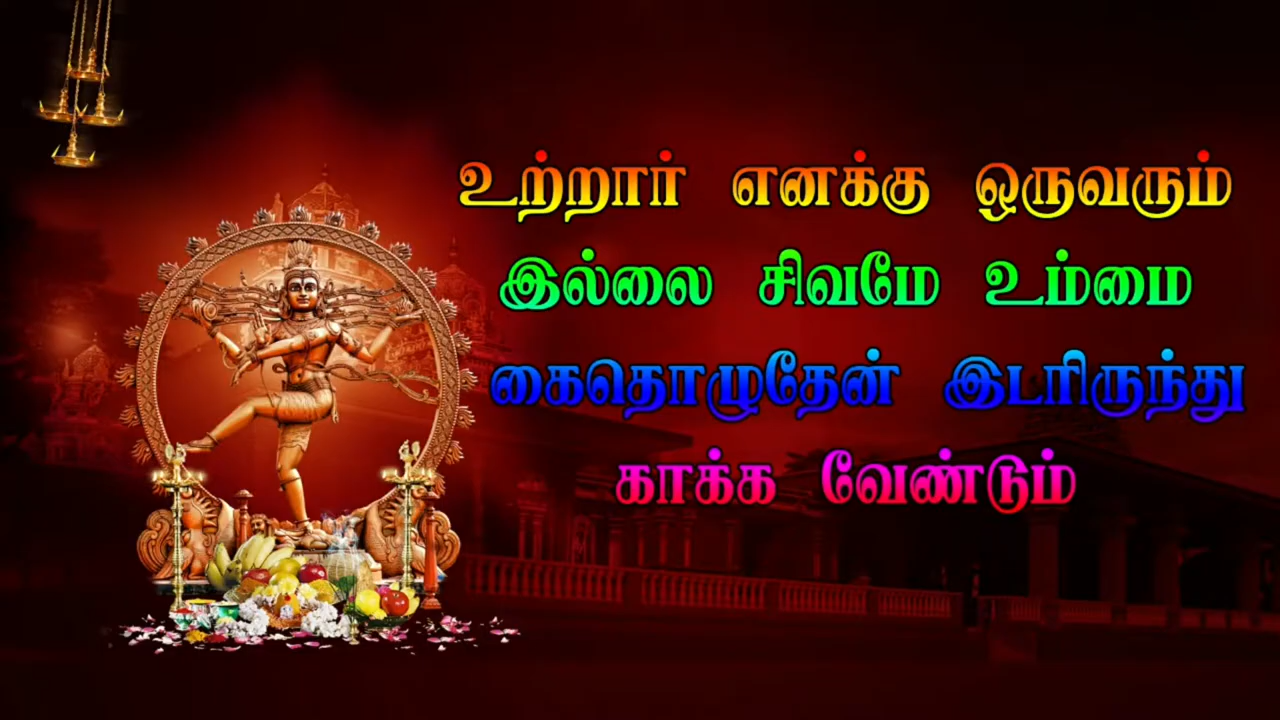 உற்றார் எனக்கு ஒருவரும்
இல்லை சிவமே உம்மை
கைதொழுதேன் இடரிருந்து
காக்க வேண்டும்